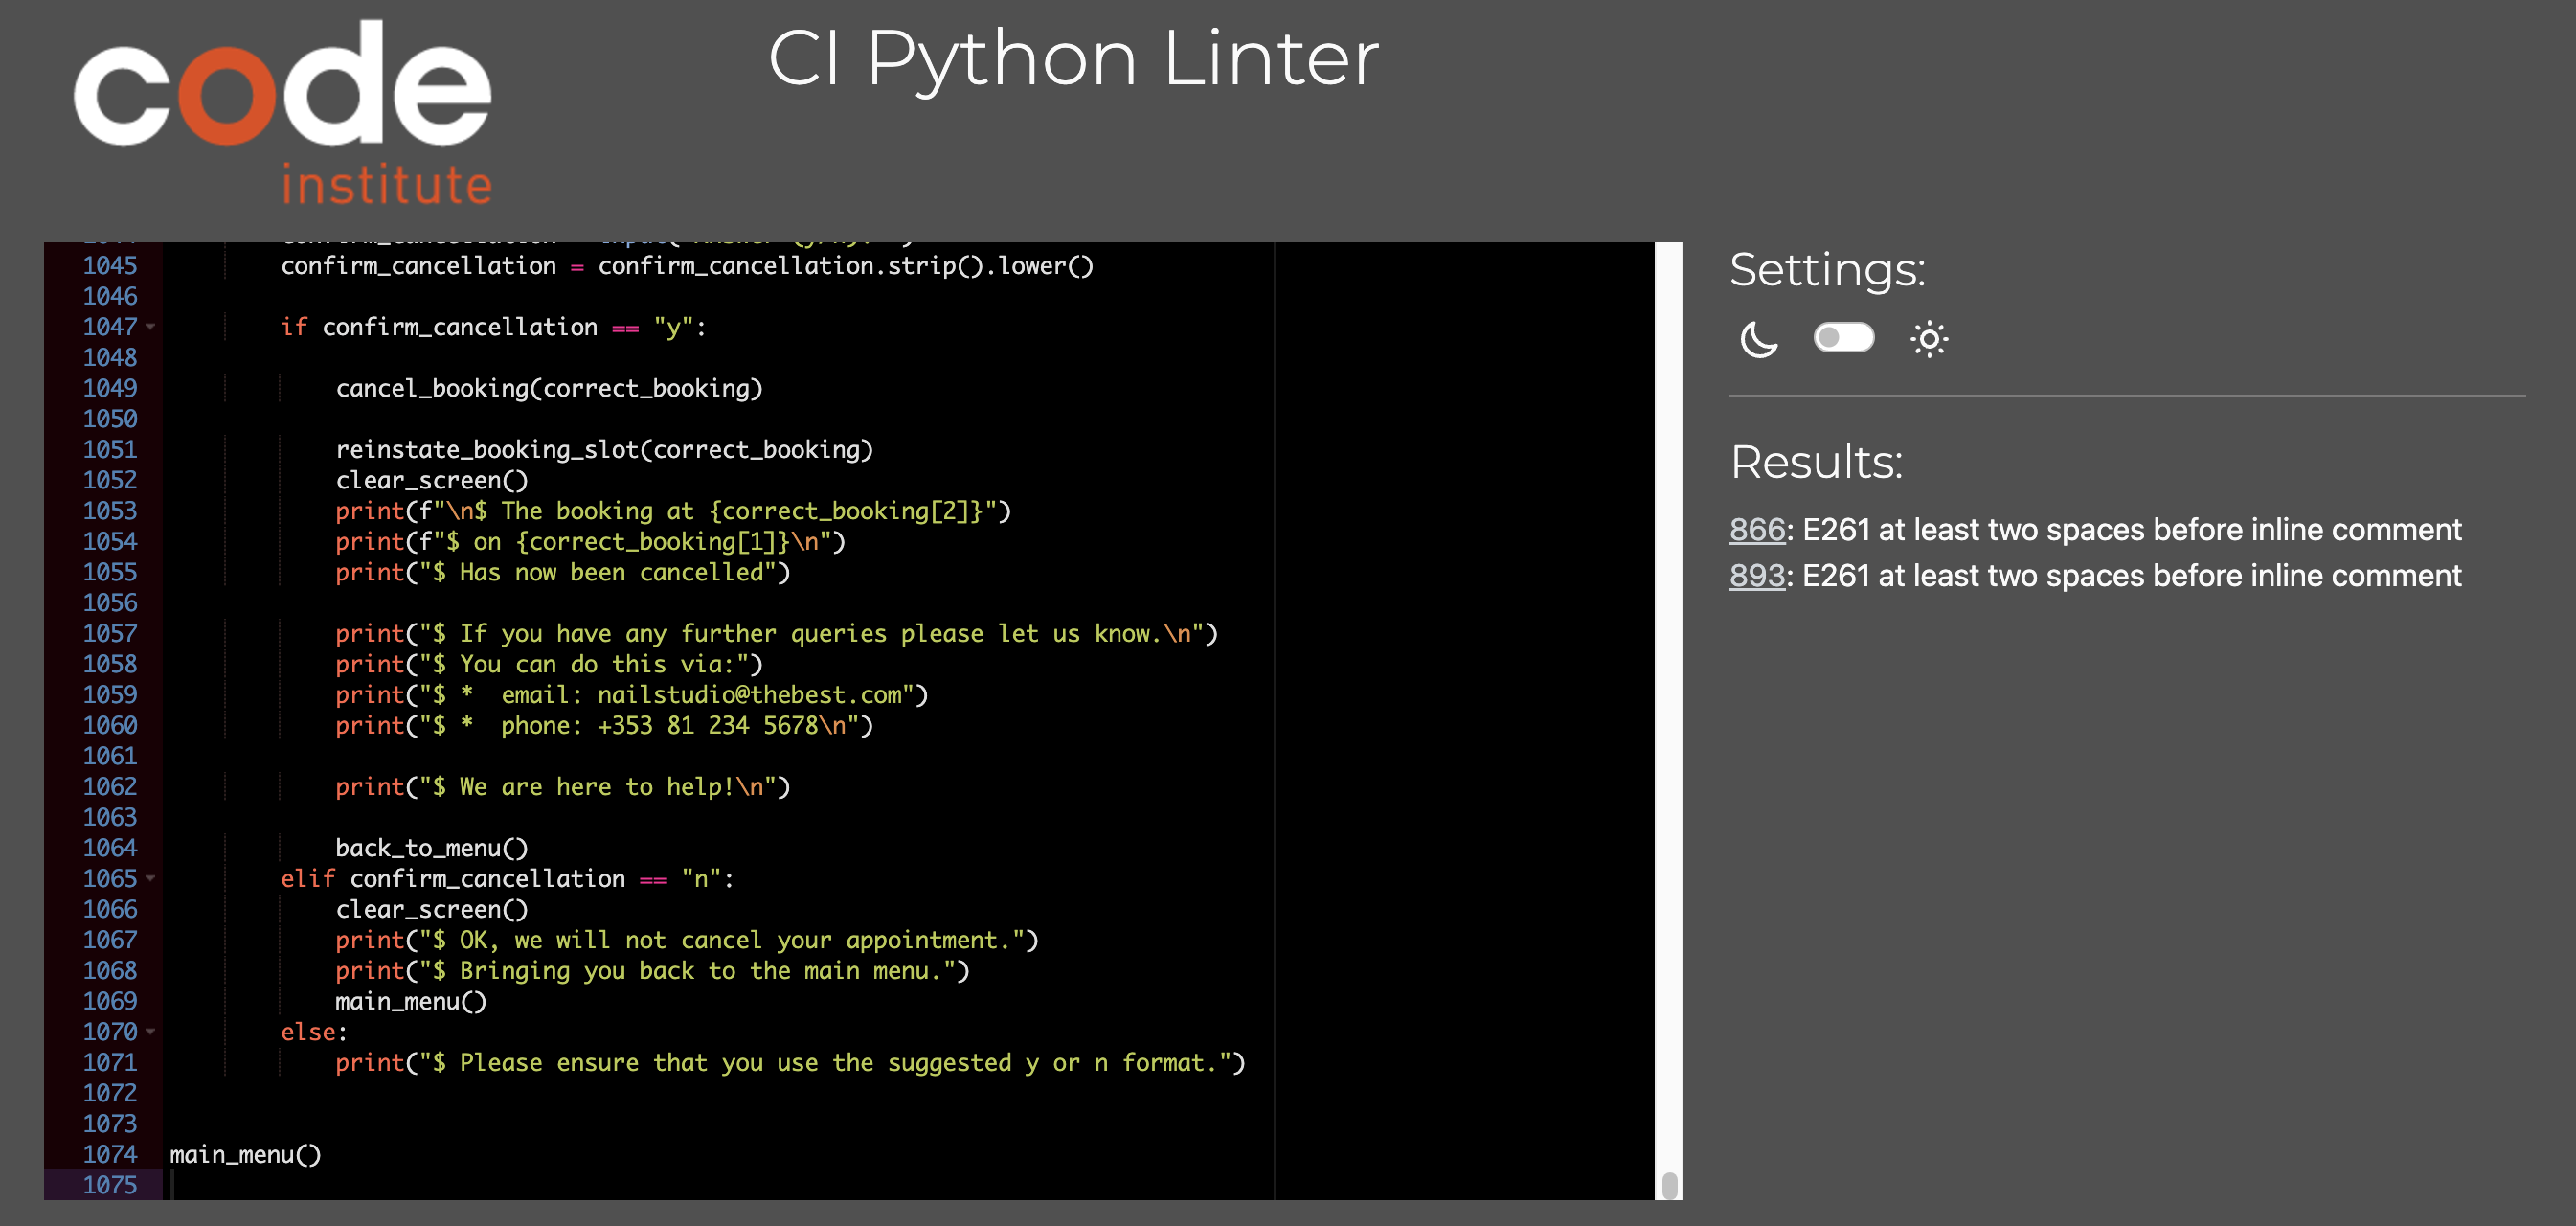 code
institute
CI Python Linter
1045 confirm_cancellation = confirm_cancellation.strip().lower()
1046
1047 if confirm_cancellation == "y":
1048
1049 cancel_booking(correct_booking)
1050
1051 reinstate_booking_slot(correct_booking)
1052 clear_screen()
1053 print(f"\n$ The booking at {correct_booking[2]}")
1054 print(f"$ on {correct_booking[1]}\n")
1055 print("$ Has now been cancelled")
1056
1057 print("$ If you have any further queries please let us know.\n")
1058 print("$ You can do this via:")
1059 print("$ *  email: nailstudio@thebest.com")
1060 print("$ *  phone: +353 81 234 5678\n")
1061
1062 print("$ We are here to help!\n")
1063
1064 back_to_menu()
1065 elif confirm_cancellation == "n":
1066 clear_screen()
1067 print("$ OK, we will not cancel your appointment.")
1068 print("$ Bringing you back to the main menu.")
1069 main_menu()
1070 else:
1071 print("$ Please ensure that you use the suggested y or n format.")
1072
1073
1074 main_menu()
1075
Settings:
Results:
866: E261 at least two spaces before inline comment
893: E261 at least two spaces before inline comment